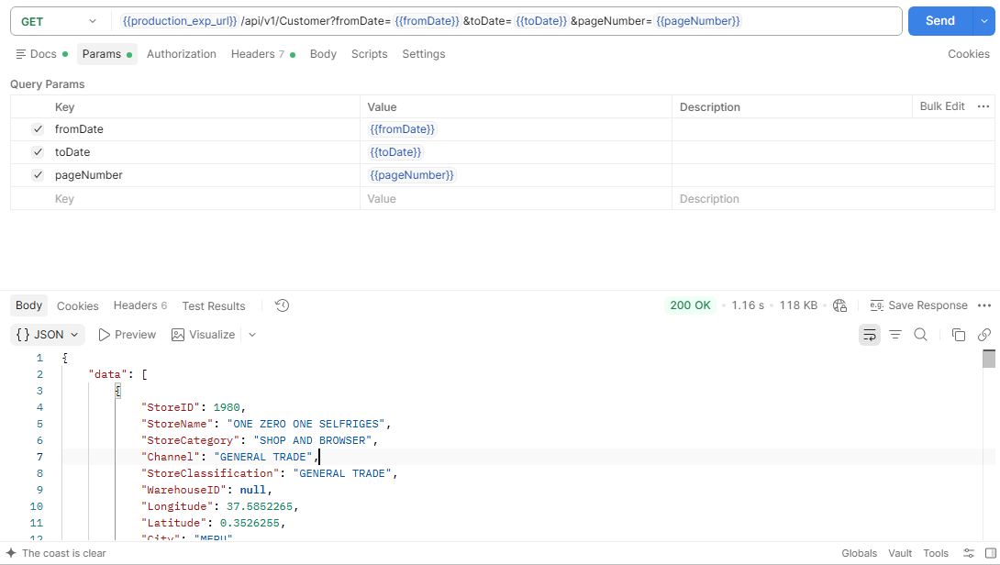 GET {{production_exp_url}} /api/v1/Customer?fromDate= {{fromDate}} &toDate= {{toDate}} &pageNumber= {{pageNumber}} Send
Docs Params Authorization Headers 7 Body Scripts Settings Cookies
Query Params
Key Value Description Bulk Edit
fromDate {{fromDate}}
toDate {{toDate}}
pageNumber {{pageNumber}}
Key Value Description
Body Cookies Headers 6 Test Results 200 OK 1.16 s 118 KB e.g. Save Response
{} JSON Preview Visualize
1 {
2 "data": [
3 {
4 "StoreID": 1980,
5 "StoreName": "ONE ZERO ONE SELFRIGES",
6 "StoreCategory": "SHOP AND BROWSER",
7 "Channel": "GENERAL TRADE",
8 "StoreClassification": "GENERAL TRADE",
9 "WarehouseID": null,
10 "Longitude": 37.5852265,
11 "Latitude": 0.3526255,
12 "City": "MERU"
The coast is clear Globals Vault Tools